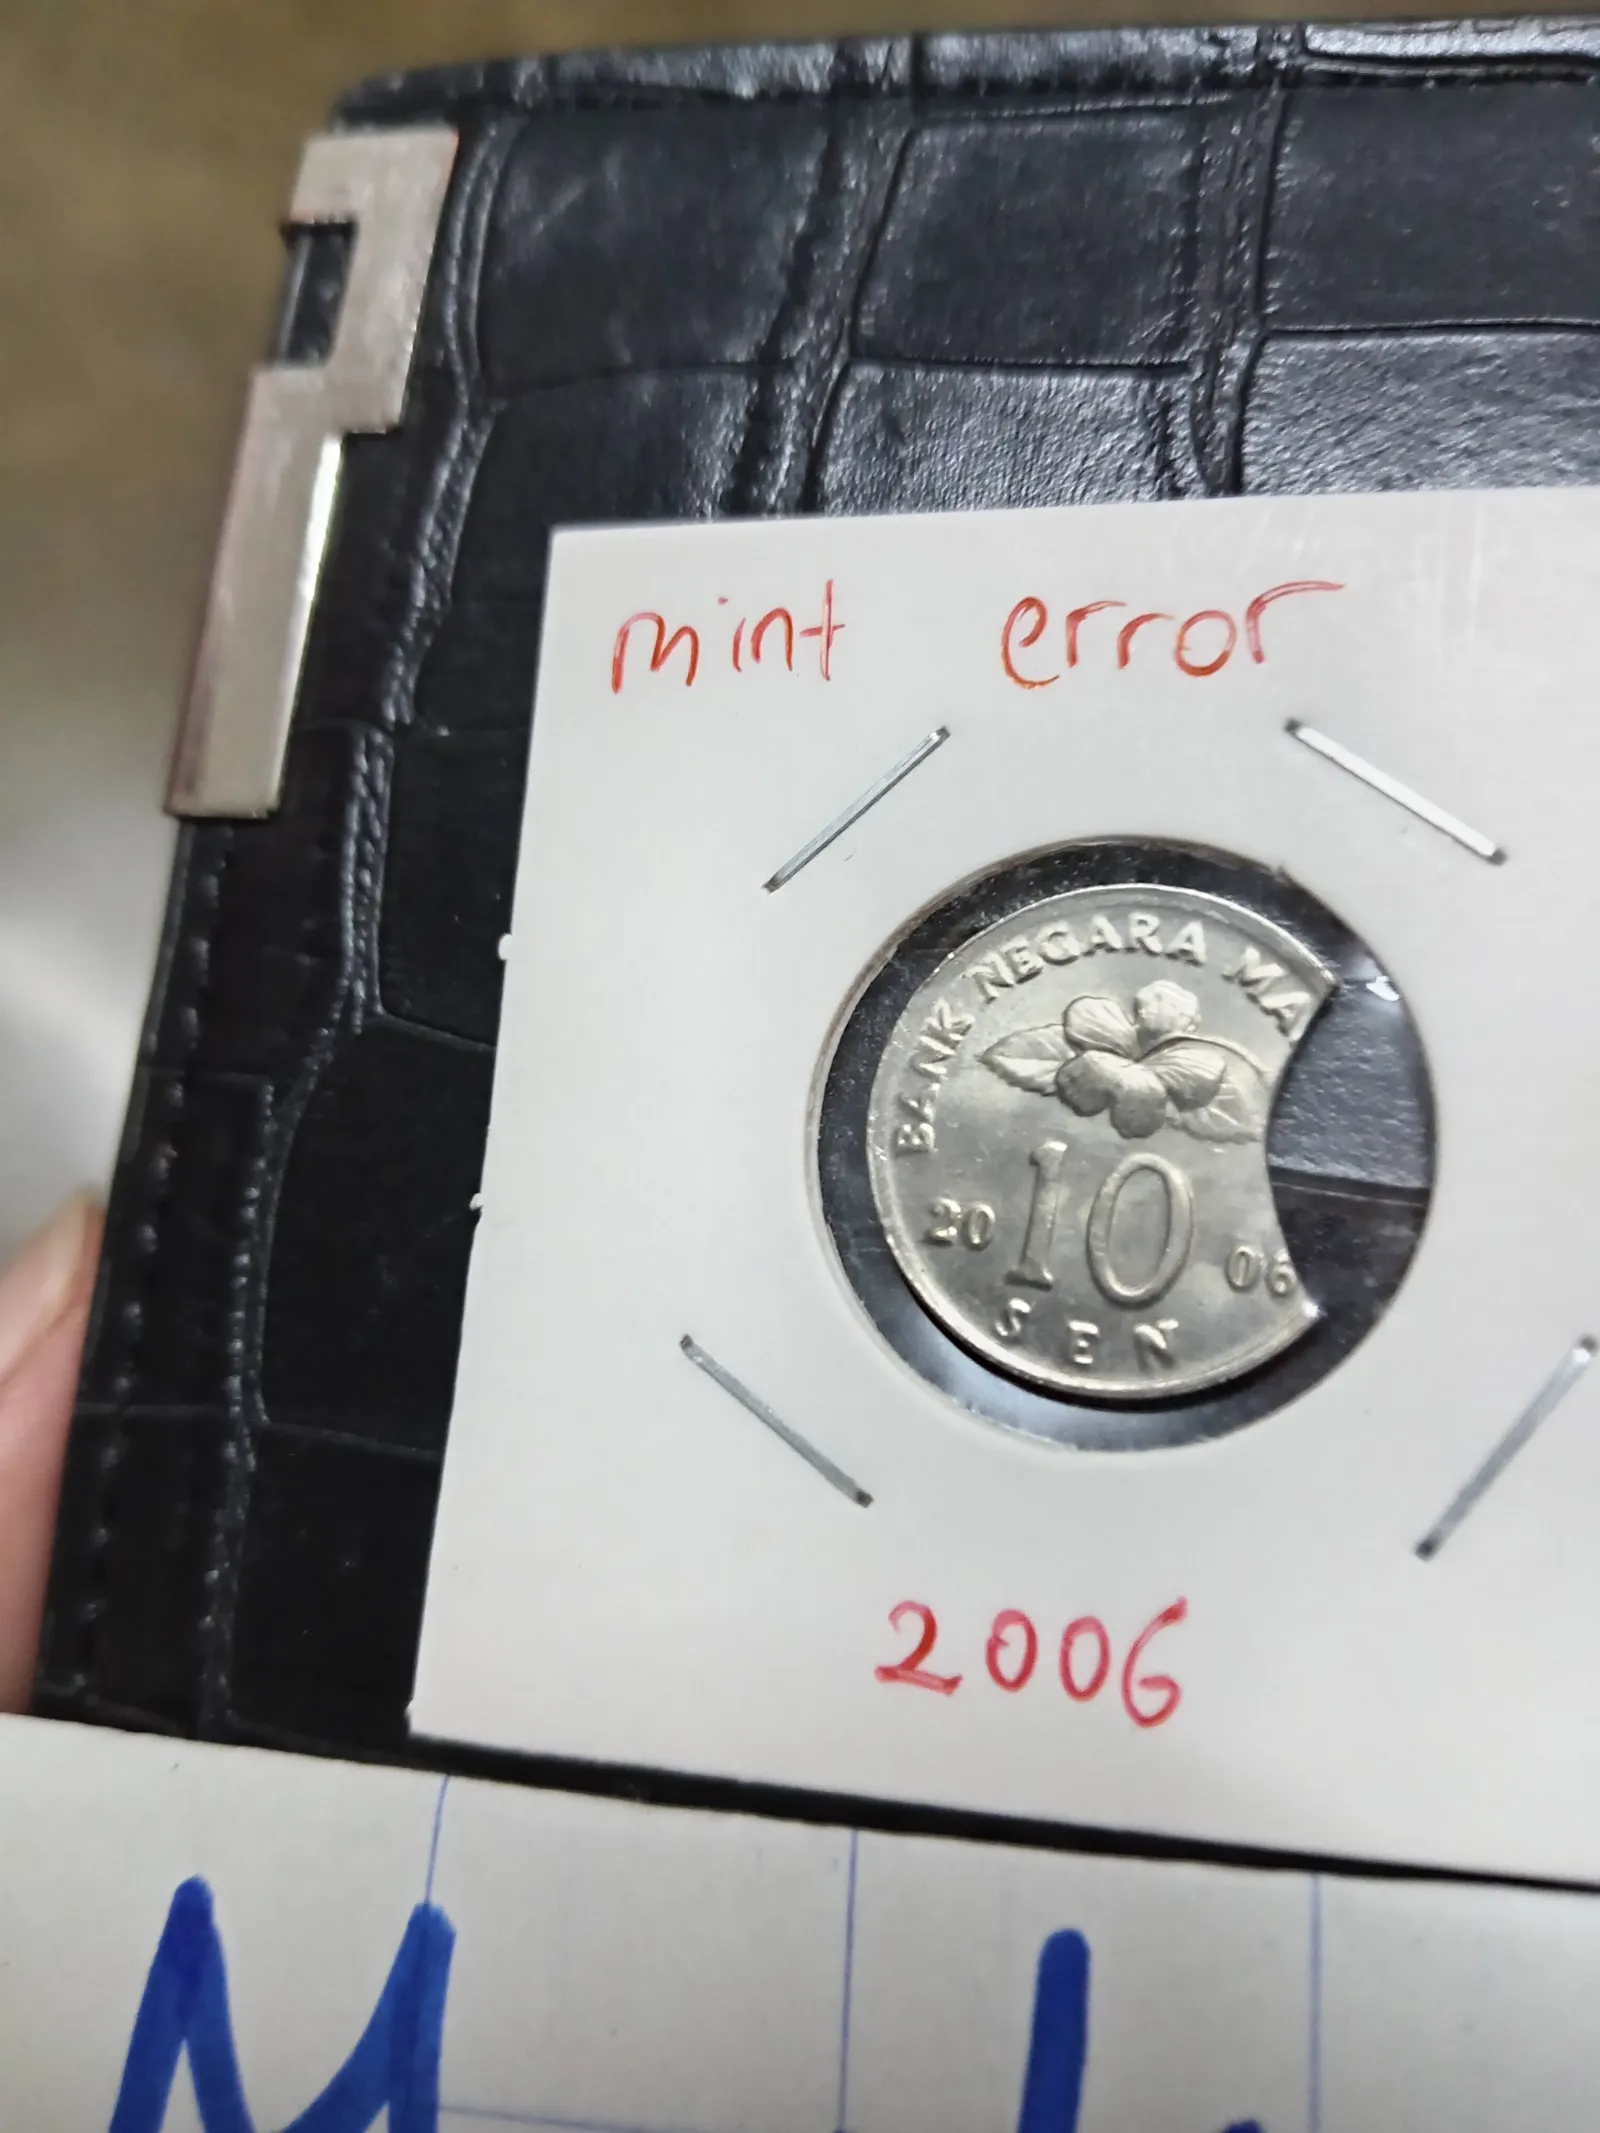 mint error
BANK NEGARA MA
20 10 06
SEN
2006